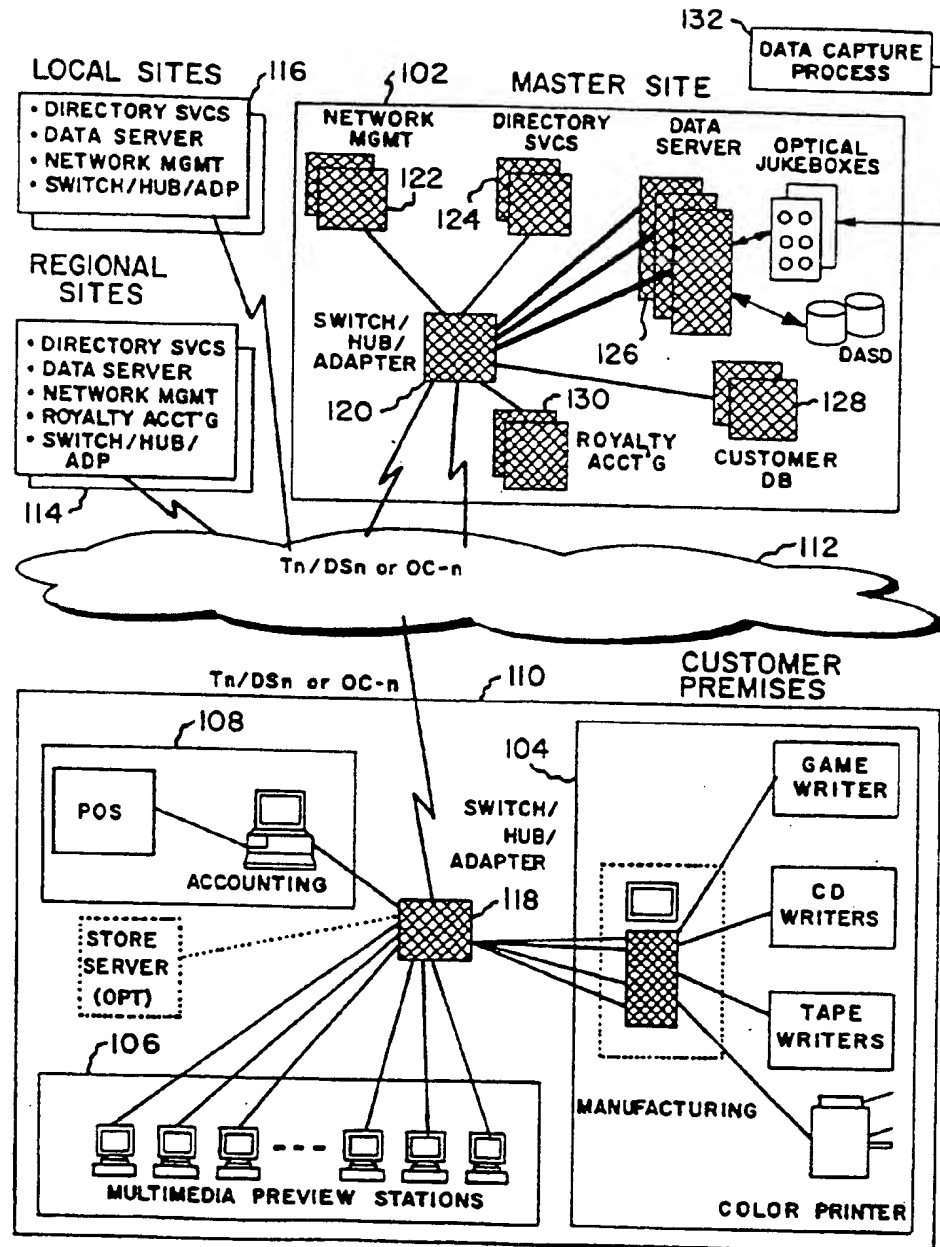 132
DATA CAPTURE
PROCESS
LOCAL SITES
116
• DIRECTORY SVCS
• DATA SERVER
• NETWORK MGMT
• SWITCH/HUB/ADP
102
MASTER SITE
NETWORK
MGMT
DIRECTORY
SVCS
DATA
SERVER
OPTICAL
JUKEBOXES
122
124
REGIONAL
SITES
• DIRECTORY SVCS
• DATA SERVER
• NETWORK MGMT
• ROYALTY ACCT'G
• SWITCH/HUB/
ADP
114
SWITCH/
HUB/
ADAPTER
120
126
DASD
130
ROYALTY
ACCT'G
128
CUSTOMER
DB
112
Tn/DSn or OC-n
Tn/DSn or OC-n
110
CUSTOMER
PREMISES
108
POS
ACCOUNTING
SWITCH/
HUB/
ADAPTER
118
STORE
SERVER
(OPT)
106
MULTIMEDIA PREVIEW STATIONS
104
GAME
WRITER
CD
WRITERS
TAPE
WRITERS
MANUFACTURING
COLOR PRINTER